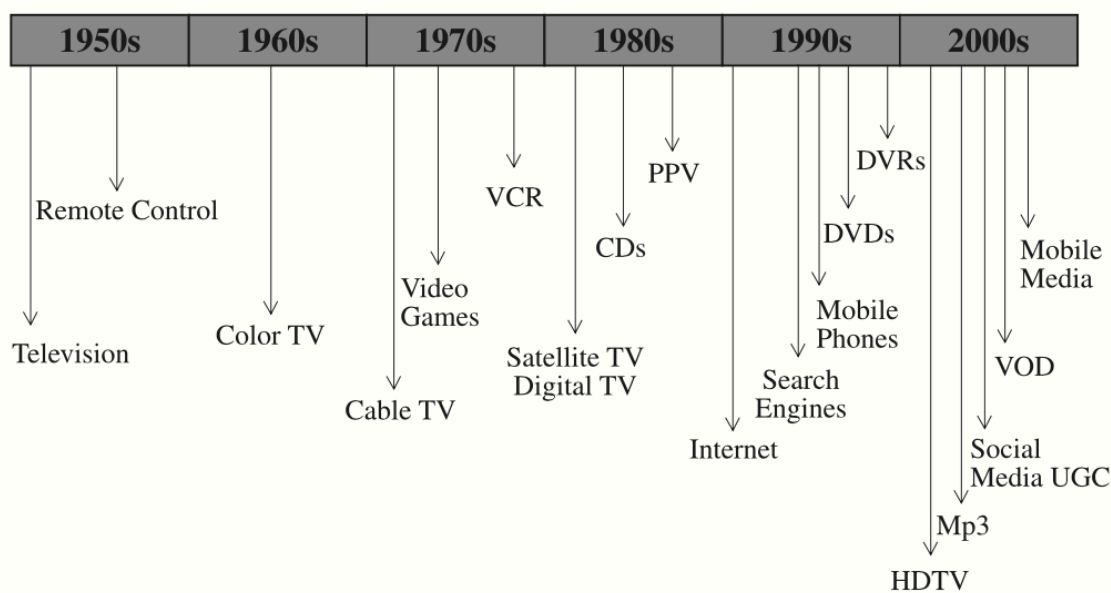 1950s
1960s
1970s
1980s
1990s
2000s
Television
Remote Control
Color TV
Cable TV
Video
Games
VCR
Satellite TV
Digital TV
CDs
PPV
Internet
Search
Engines
Mobile
Phones
DVDs
DVRs
HDTV
Mp3
Social
Media UGC
VOD
Mobile
Media